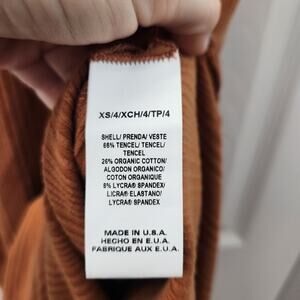 XS/4/XCH/4/TP/4
SHELL/ PRENDA/ VESTE
66% TENCEL/ TENCEL/
TENCEL
26% ORGANIC COTTON/
ALGODON ORGANICO/
COTON ORGANIQUE
8% LYCRA® SPANDEX/
LICRA® ELASTANO/
LYCRA® SPANDEX
MADE IN U.S.A.
HECHO EN E.U.A.
FABRIQUE AUX E.U.A.